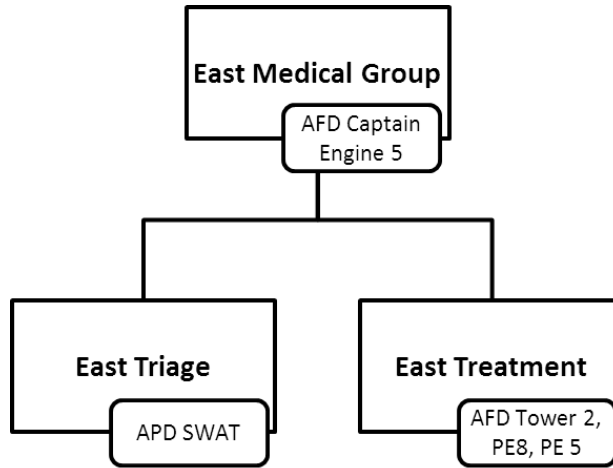 East Medical Group
AFD Captain
Engine 5
East Triage
APD SWAT
East Treatment
AFD Tower 2,
PE8, PE 5